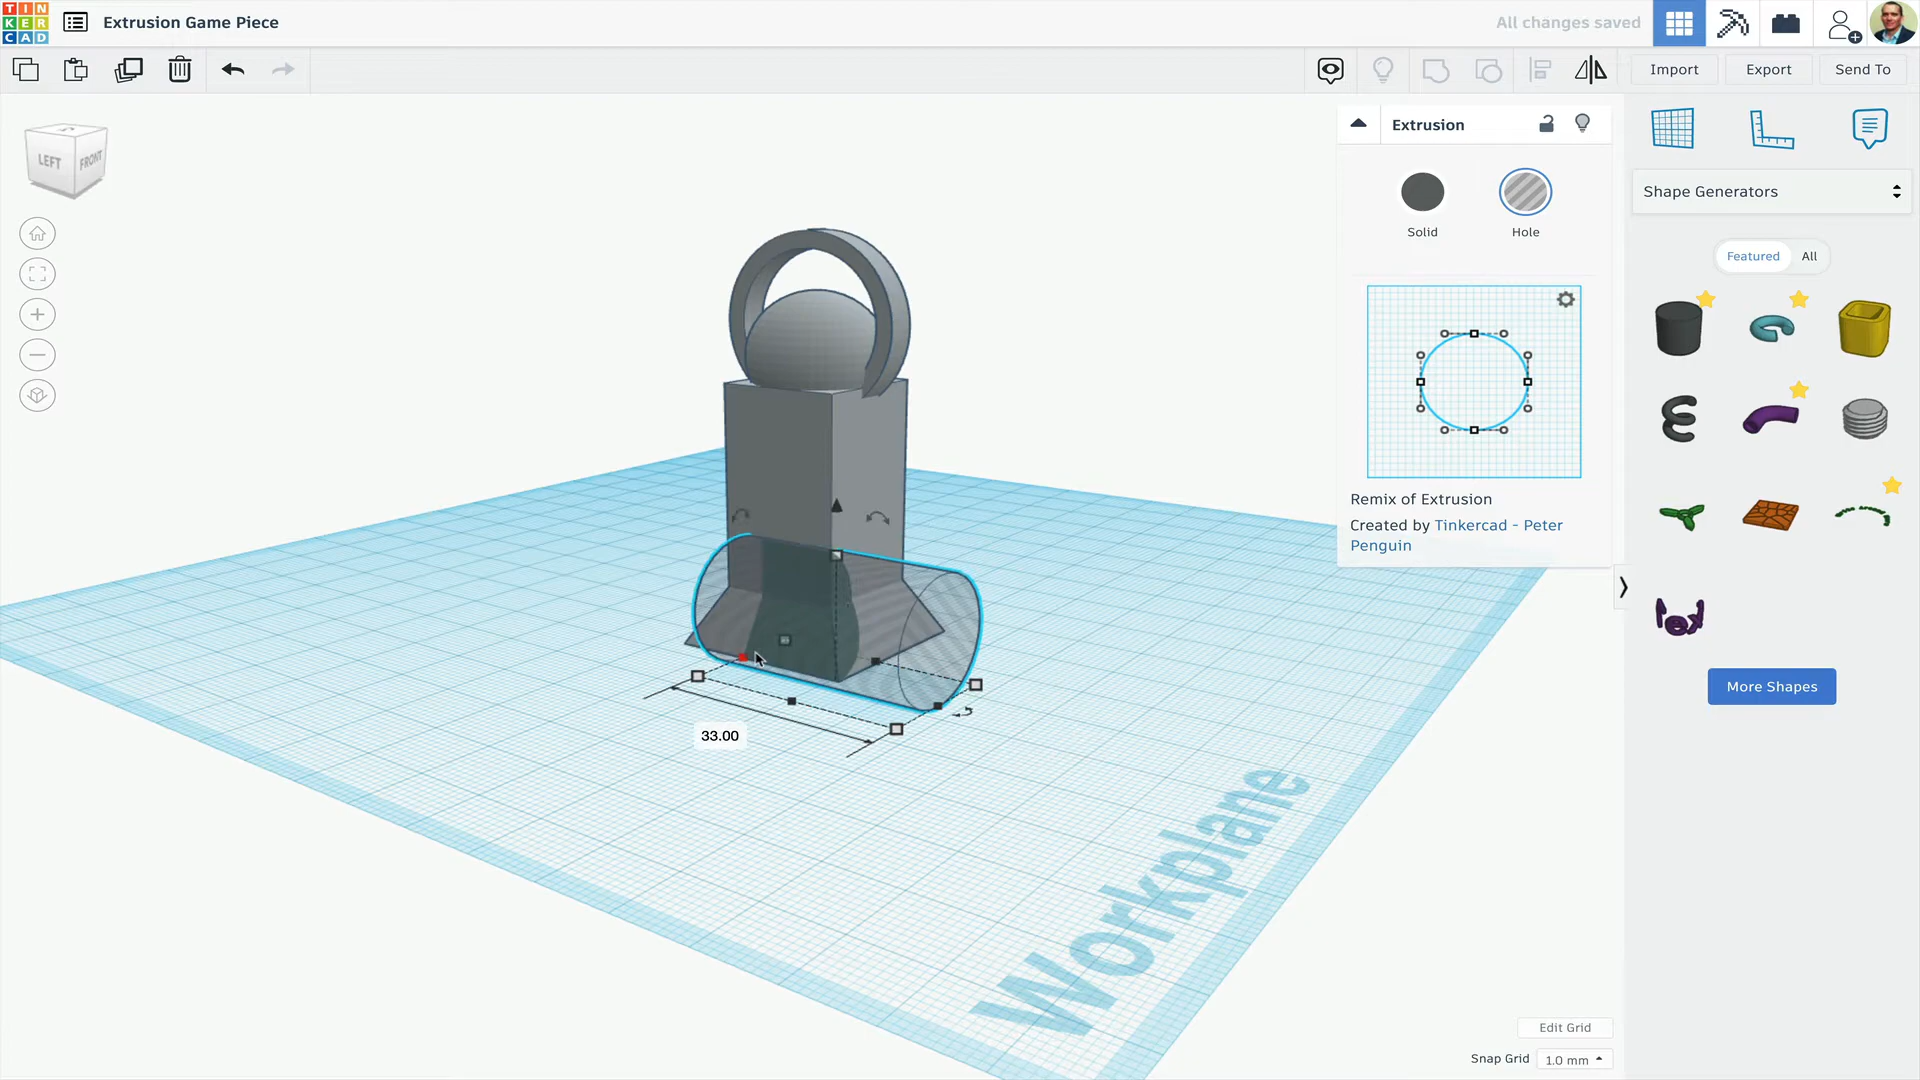 TIN
KER
CAD
Extrusion Game Piece
All changes saved
Import
Export
Send To
LEFT
FRONT
Extrusion
Solid
Hole
Remix of Extrusion
Created by Tinkercad - Peter
Penguin
Shape Generators
Featured
All
More Shapes
33.00
Workplane
Edit Grid
Snap Grid
1.0 mm